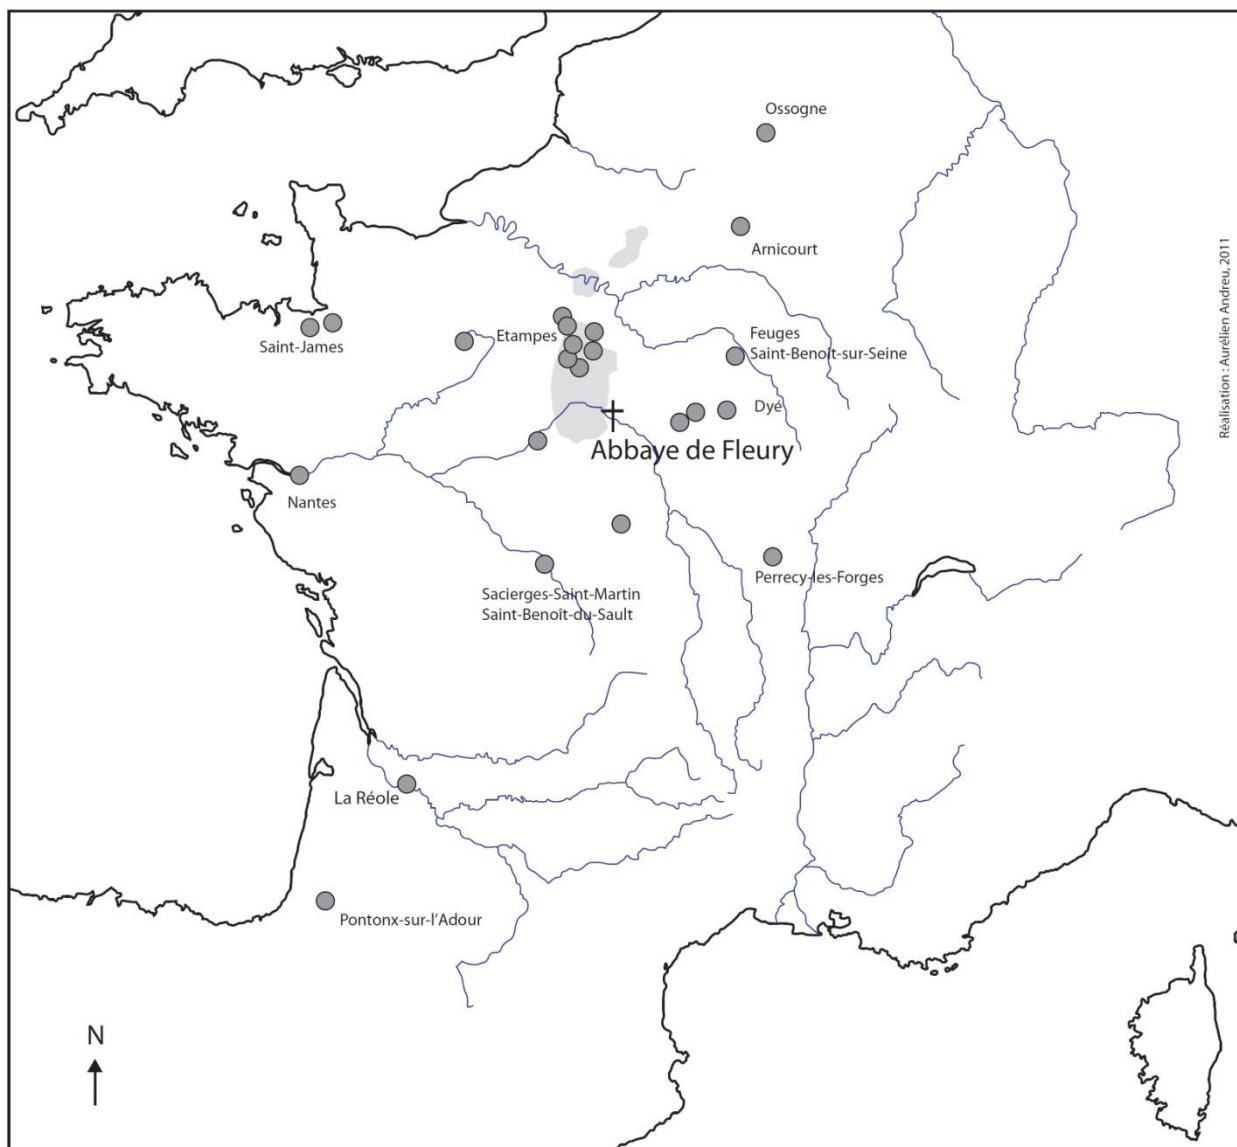 Ossogne
Arnicourt
Réalisation : Aurélien Andreu, 2011
Etampes
Feuges
Saint-Benoit-sur-Seine
Saint-James
Dyé
Abbaye de Fleury
Nantes
Perrecy-les-Forges
Sacierges-Saint-Martin
Saint-Benoît-du-Sault
La Réole
Pontonx-sur-l'Adour
N